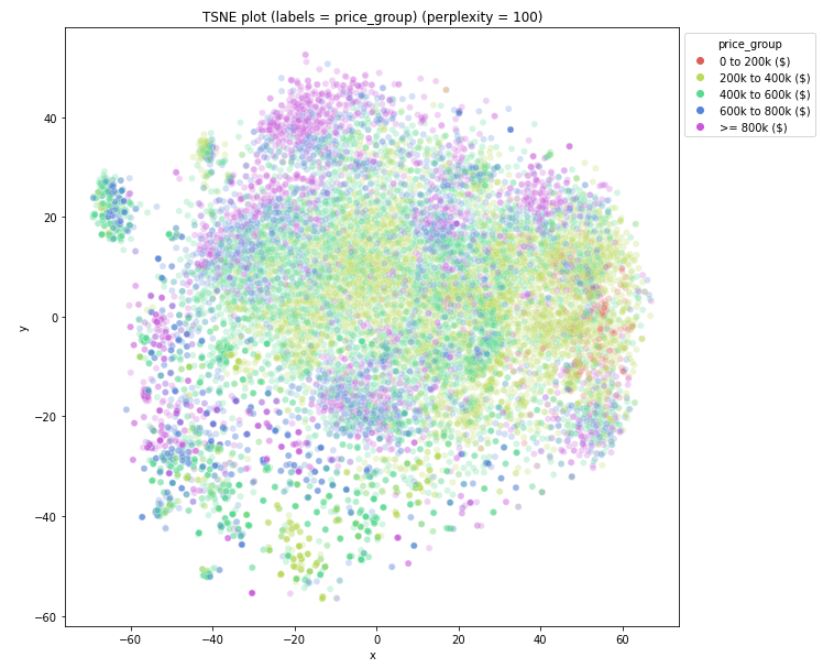 TSNE plot (labels = price_group) (perplexity = 100)
price_group
0 to 200k ($)
200k to 400k ($)
400k to 600k ($)
600k to 800k ($)
>= 800k ($)
40
20
0
−20
−40
−60
y
−60 −40 −20 0 20 40 60
x